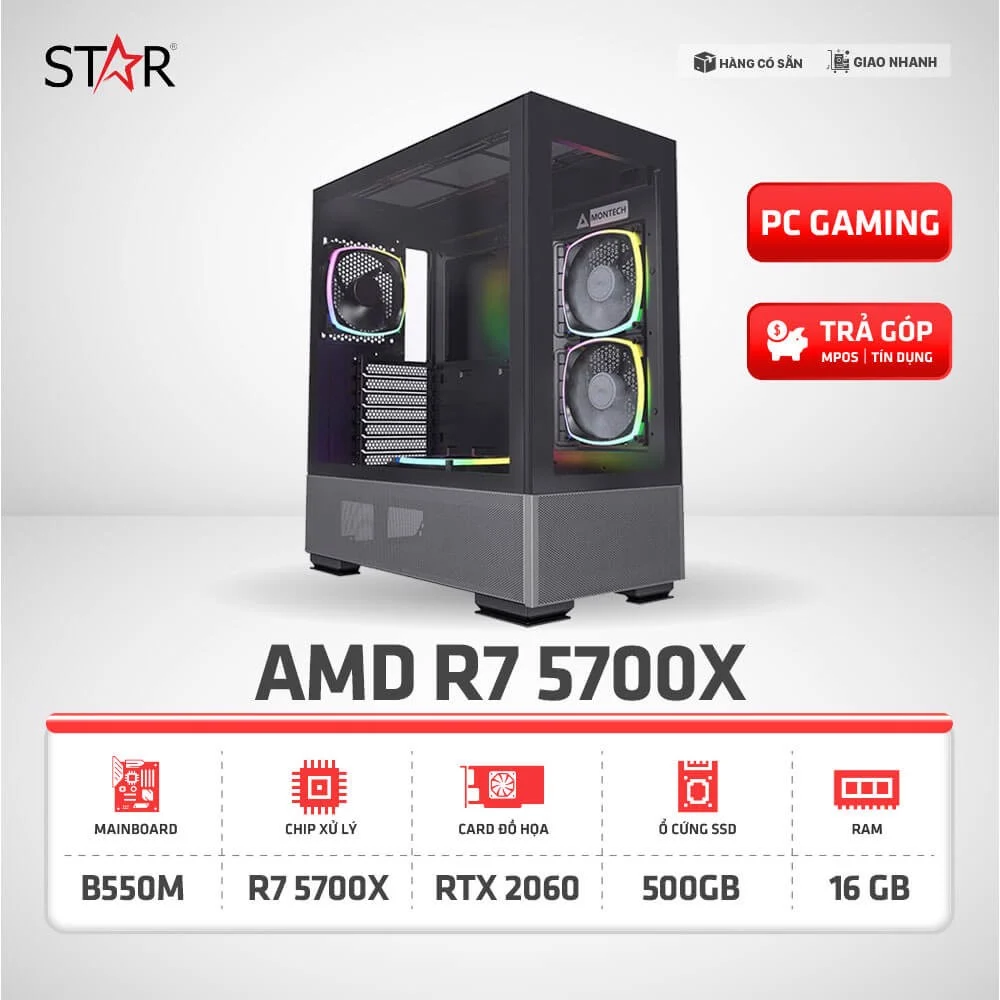 STAR®
HÀNG CÓ SẴN
GIAO NHANH
MONTECH
PC GAMING
$
TRẢ GÓP
MPOS | TÍN DỤNG
AMD R7 5700X
MAINBOARD
CHIP XỬ LÝ
CARD ĐỒ HỌA
Ổ CỨNG SSD
RAM
B550M
R7 5700X
RTX 2060
500GB
16 GB